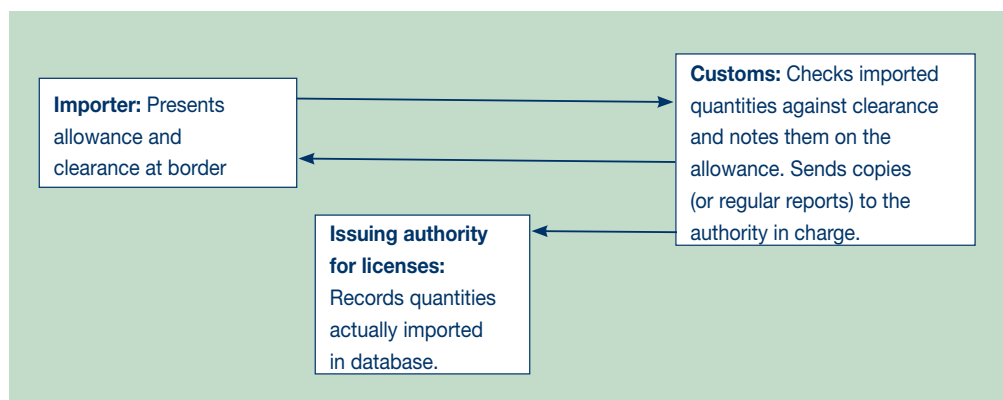 Importer: Presents
allowance and
clearance at border
Customs: Checks imported
quantities against clearance
and notes them on the
allowance. Sends copies
(or regular reports) to the
authority in charge.
Issuing authority
for licenses:
Records quantities
actually imported
in database.